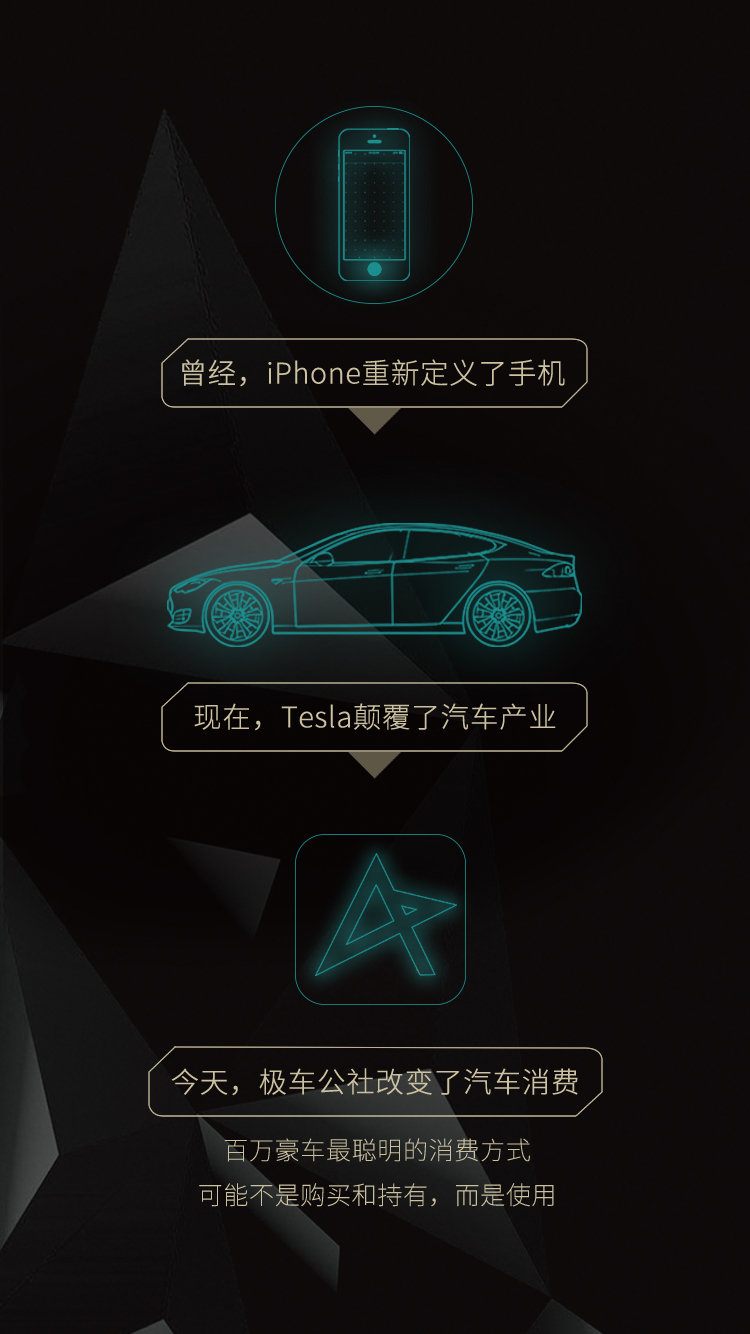 曾经，iPhone重新定义了手机
现在，Tesla颠覆了汽车产业
今天，极车公社改变了汽车消费
百万豪车最聪明的消费方式
可能不是购买和持有，而是使用